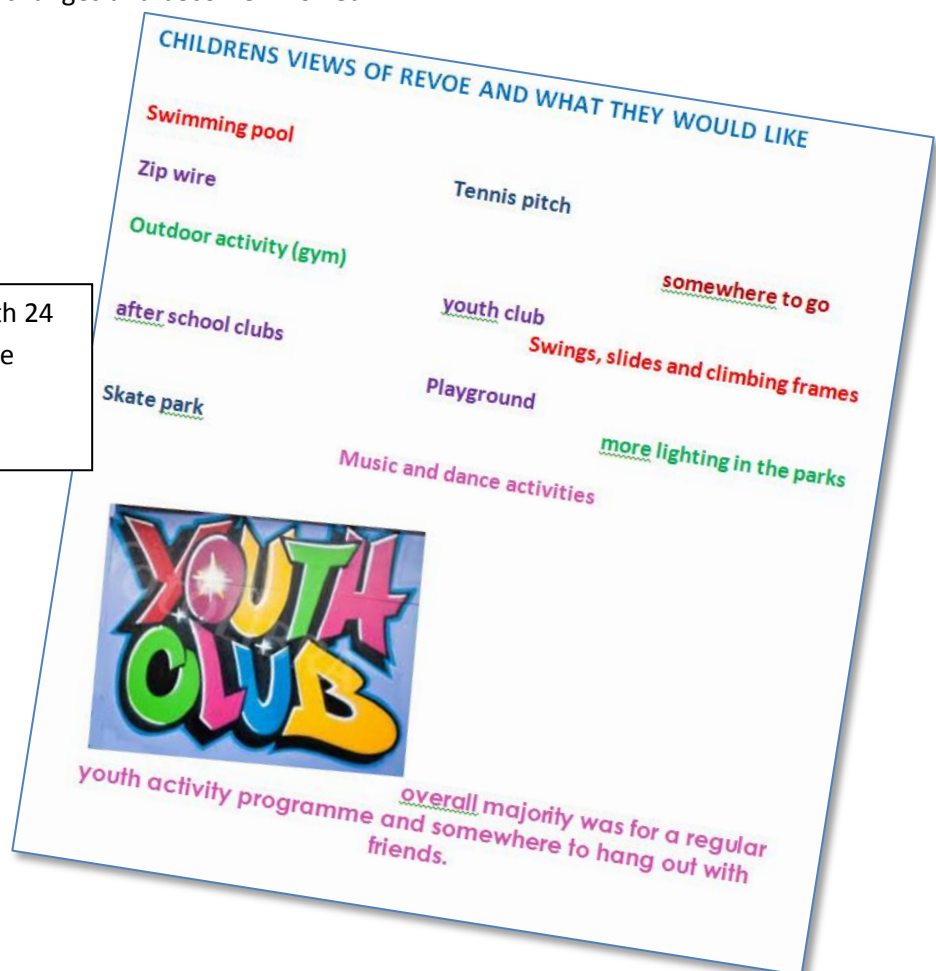 CHILDRENS VIEWS OF REVOE AND WHAT THEY WOULD LIKE
Swimming pool
Zip wire
Tennis pitch
Outdoor activity (gym)
somewhere to go
after school clubs
youth club
Swings, slides and climbing frames
Skate park
Playground
more lighting in the parks
Music and dance activities
th 24
e
YOUTH
CLUB
overall majority was for a regular
youth activity programme and somewhere to hang out with
friends.